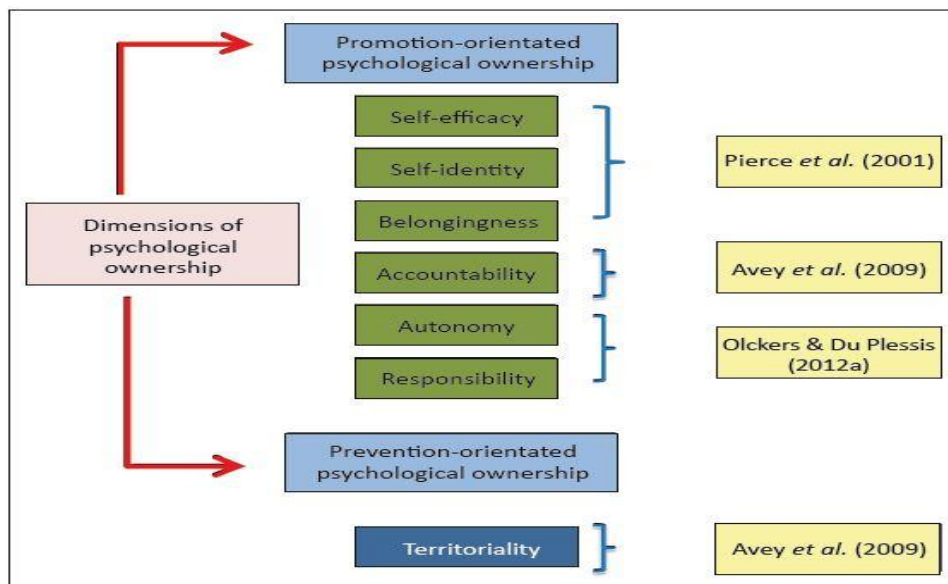 Promotion-orientated
psychological ownership
Self-efficacy
Self-identity
Belongingness
Pierce et al. (2001)
Dimensions of
psychological
ownership
Accountability
Avey et al. (2009)
Autonomy
Responsibility
Olckers & Du Plessis
(2012a)
Prevention-orientated
psychological ownership
Territoriality
Avey et al. (2009)